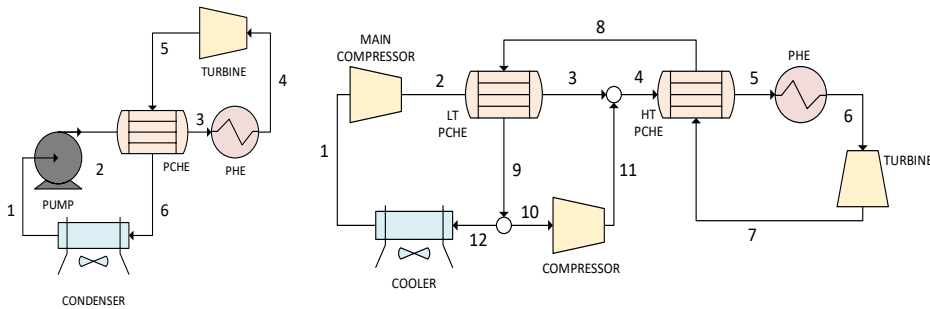 5
TURBINE
4
3
PCHE
PHE
2
1
PUMP
6
CONDENSER
8
MAIN
COMPRESSOR
PHE
2
3
4
5
LT
PCHE
HT
PCHE
6
1
9
11
TURBINE
10
12
7
COOLER
COMPRESSOR